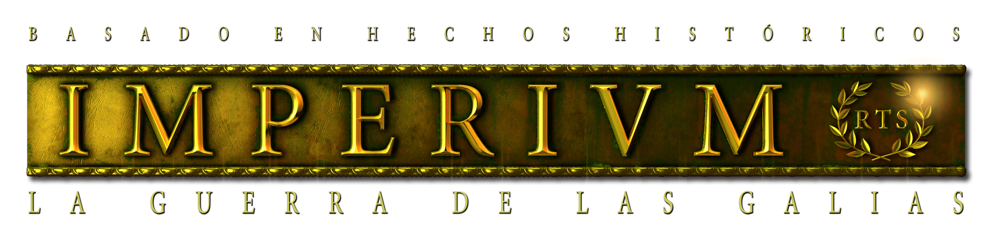 BASADO EN HECHOS HISTÓRICOS
IMPERIVM RTS
LA GUERRA DE LAS GALIAS